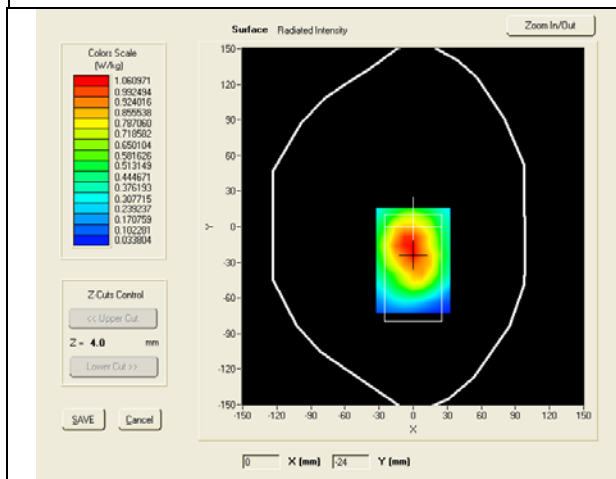 Surface Radiated Intensity
Zoom In/Out
Colors Scale
(W/kg)
1.060971
0.992494
0.924016
0.855538
0.787060
0.718582
0.650104
0.581626
0.513149
0.444671
0.376193
0.307715
0.239237
0.170759
0.102281
0.033804
Z-Cuts Control
<< Upper Cut
Z = 4.0 mm
Lower Cut >>
SAVE Cancel
150-
120-
90-
60-
30-
0-
-30-
-60-
-90-
-120-
-150-
Y
-150 -120 -90 -60 -30 0 30 60 90 120 150
X
0 X (mm) -24 Y (mm)